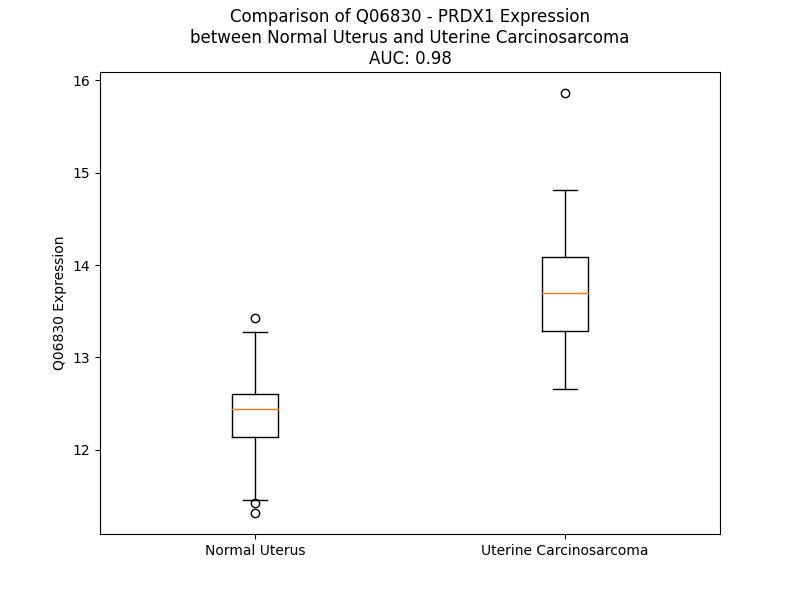 Comparison of Q06830 - PRDX1 Expression
between Normal Uterus and Uterine Carcinosarcoma
AUC: 0.98
16
15
14
13
12
Q06830 Expression
Normal Uterus
Uterine Carcinosarcoma